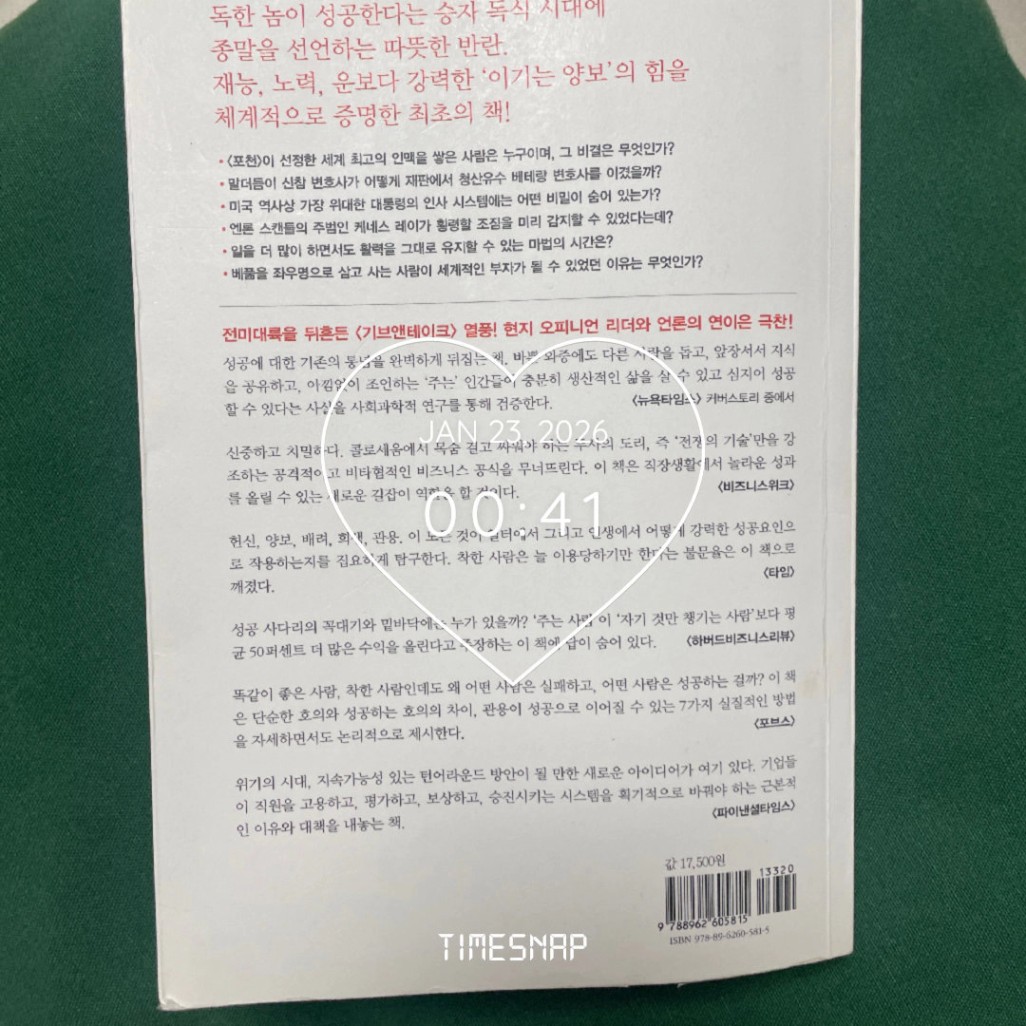 독한 놈이 성공한다는 승자 독식 시대에
종말을 선언하는 따뜻한 반란.
재능, 노력, 운보다 강력한 ‘이기는 양보’의 힘을
체계적으로 증명한 최초의 책!
• 〈포천〉이 선정한 세계 최고의 인맥을 쌓은 사람은 누구이며, 그 비결은 무엇인가?
• 말더듬이 신참 변호사가 어떻게 재판에서 청산유수 베테랑 변호사를 이겼을까?
• 미국 역사상 가장 위대한 대통령의 인사 시스템에는 어떤 비밀이 숨어 있는가?
• 엔론 스캔들의 주범인 케네스 레이가 횡령할 조짐을 미리 감지할 수 있었다는데?
• 일을 더 많이 하면서도 활력을 그대로 유지할 수 있는 마법의 시간은?
• 베풂을 좌우명으로 삼고 사는 사람이 세계적인 부자가 될 수 있었던 이유는 무엇인가?
전미대륙을 뒤흔든 〈기브앤테이크〉 열풍! 현지 오피니언 리더와 언론의 연이은 극찬!
성공에 대한 기존의 통념을 완벽하게 뒤집는 책. 바쁜 와중에도 다른 사람을 돕고, 앞장서서 지식
을 공유하고, 아낌없이 조언하는 ‘주는’ 인간들이 충분히 생산적인 삶을 살 수 있고 심지어 성공
할 수 있다는 사실을 사회과학적 연구를 통해 검증한다. 〈뉴욕타임스〉 커버스토리 중에서
JAN 23, 2026
신중하고 치밀하다. 콜로세움에서 목숨 걸고 싸워야 하는 무사의 도리, 즉 ‘전쟁의 기술’만을 강
조하는 공격적이고 비타협적인 비즈니스 공식을 무너뜨린다. 이 책은 직장생활에서 놀라운 성과
를 올릴 수 있는 새로운 길잡이 역할을 할 것이다. 〈비즈니스위크〉
00:41
헌신, 양보, 배려, 희생, 관용. 이 모든 것이 일터에서 그리고 인생에서 어떻게 강력한 성공요인으
로 작용하는지를 집요하게 탐구한다. 착한 사람은 늘 이용당하기만 한다는 불문율은 이 책으로
깨졌다. 〈타임〉
성공 사다리의 꼭대기와 밑바닥에는 누가 있을까? ‘주는 사람’이 ‘자기 것만 챙기는 사람’보다 평
균 50퍼센트 더 많은 수익을 올린다고 주장하는 이 책에 답이 숨어 있다. 〈하버드비즈니스리뷰〉
똑같이 좋은 사람, 착한 사람인데도 왜 어떤 사람은 실패하고, 어떤 사람은 성공하는 걸까? 이 책
은 단순한 호의와 성공하는 호의의 차이, 관용이 성공으로 이어질 수 있는 7가지 실질적인 방법
을 자세하면서도 논리적으로 제시한다. 〈포브스〉
위기의 시대, 지속가능성 있는 턴어라운드 방안이 될 만한 새로운 아이디어가 여기 있다. 기업들
이 직원을 고용하고, 평가하고, 보상하고, 승진시키는 시스템을 획기적으로 바꿔야 하는 근본적
인 이유와 대책을 내놓는 책. 〈파이낸셜타임스〉
값 17,500원
13320
9 788962 605815
ISBN 978-89-6260-581-5
TIMESNAP